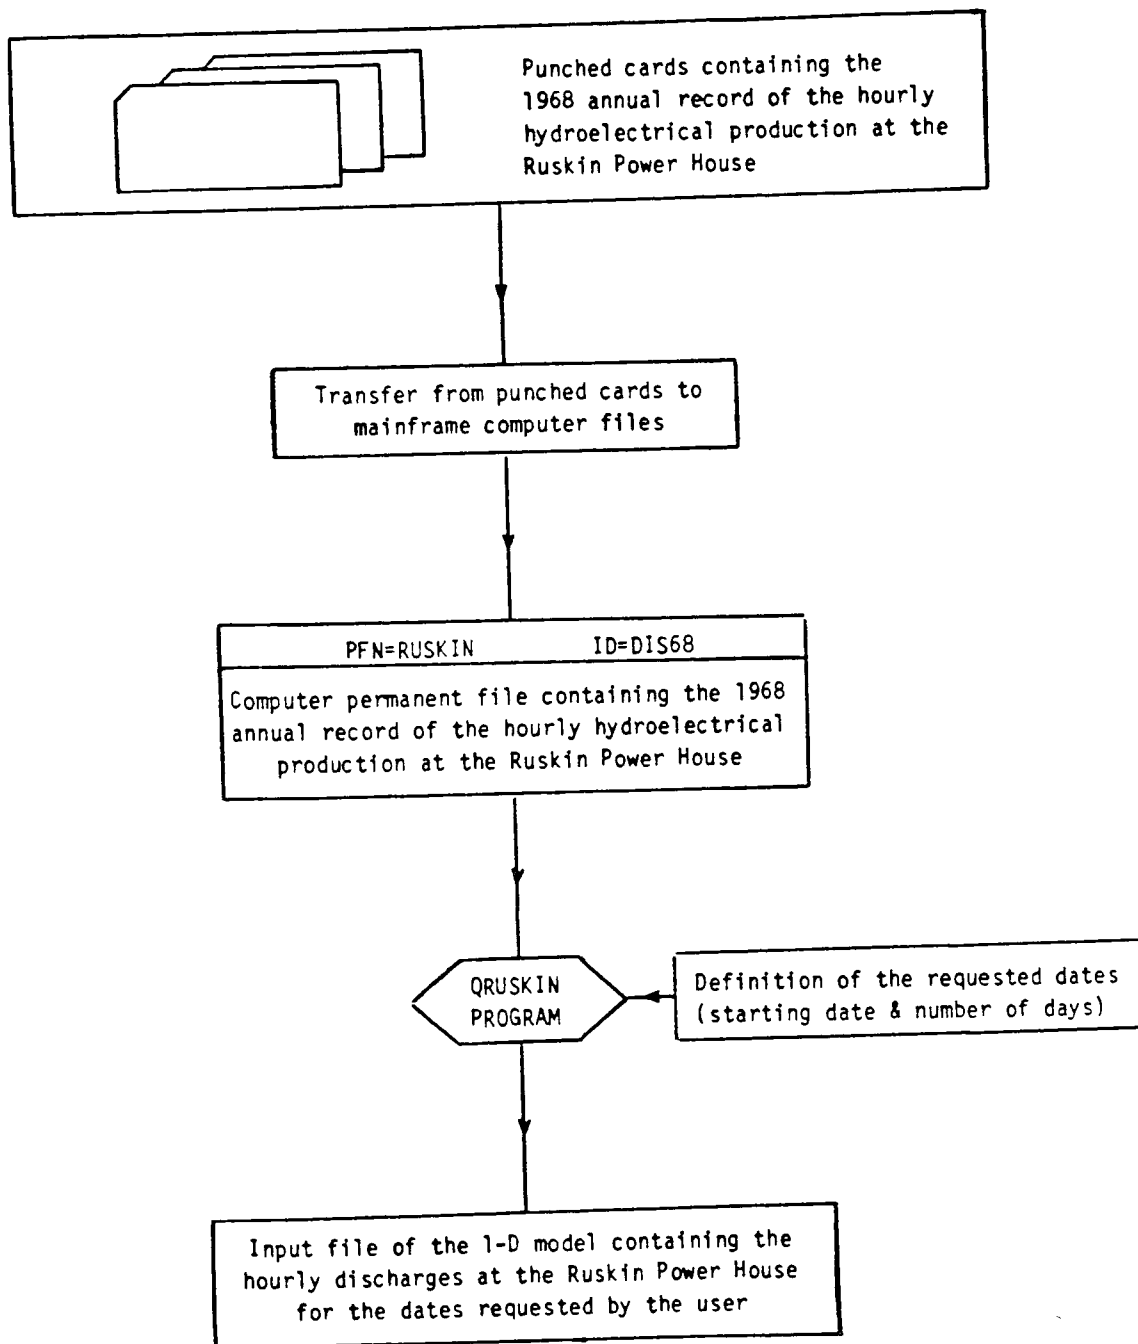 Punched cards containing the
1968 annual record of the hourly
hydroelectrical production at the
Ruskin Power House
Transfer from punched cards to
mainframe computer files
PFN=RUSKIN ID=DIS68
Computer permanent file containing the 1968
annual record of the hourly hydroelectrical
production at the Ruskin Power House
QRUSKIN
PROGRAM
Definition of the requested dates
(starting date & number of days)
Input file of the 1-D model containing the
hourly discharges at the Ruskin Power House
for the dates requested by the user